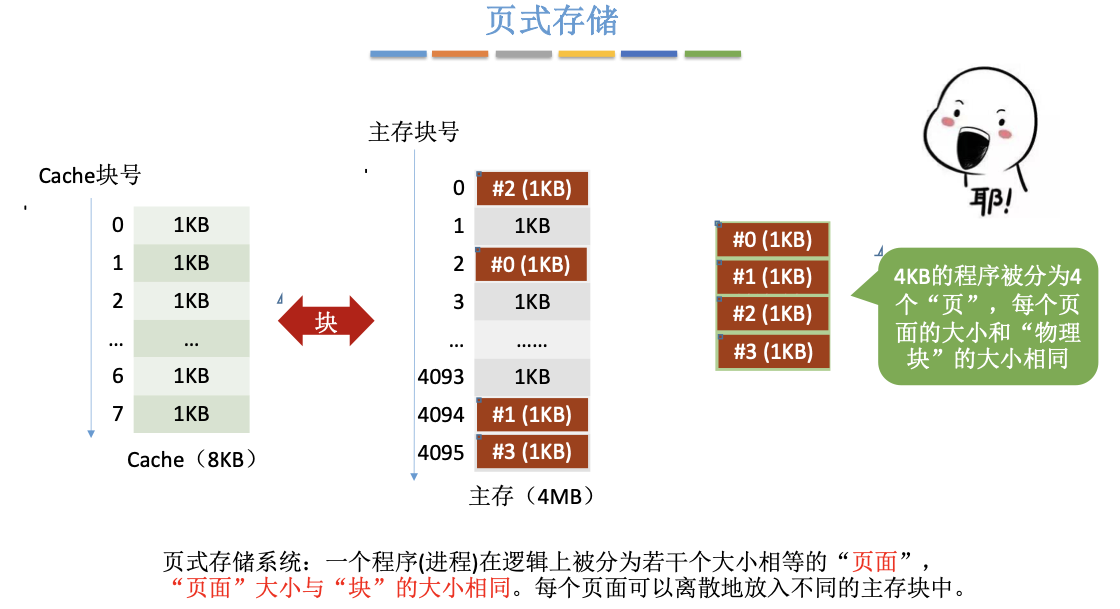 页式存储
主存块号
Cache块号
0 1KB
1 1KB
2 1KB
... ...
6 1KB
7 1KB
Cache（8KB）
块
0 #2 (1KB)
1 1KB
2 #0 (1KB)
3 1KB
... ……
4093 1KB
4094 #1 (1KB)
4095 #3 (1KB)
主存（4MB）
#0 (1KB)
#1 (1KB)
#2 (1KB)
#3 (1KB)
耶!
4KB的程序被分为4
个“页”，每个页
面的大小和“物理
块”的大小相同
页式存储系统：一个程序(进程)在逻辑上被分为若干个大小相等的“页面”，
“页面”大小与“块”的大小相同。每个页面可以离散地放入不同的主存块中。